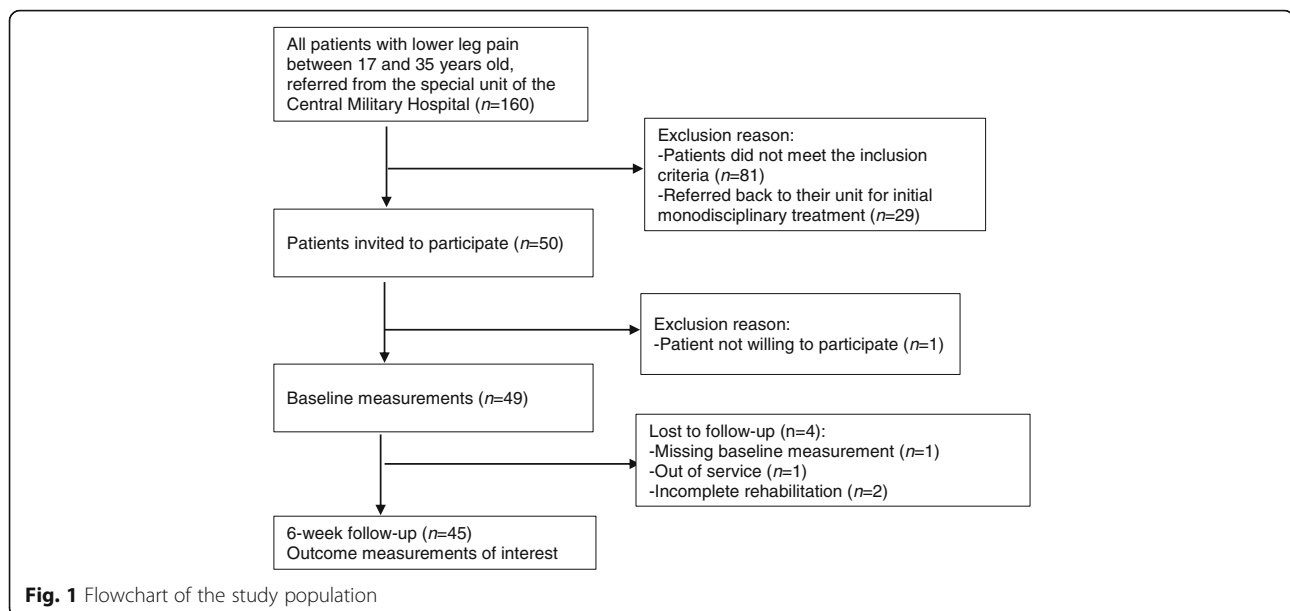 All patients with lower leg pain
between 17 and 35 years old,
referred from the special unit of the
Central Military Hospital (n=160)
Exclusion reason:
-Patients did not meet the inclusion
criteria (n=81)
-Referred back to their unit for initial
monodisciplinary treatment (n=29)
Patients invited to participate (n=50)
Exclusion reason:
-Patient not willing to participate (n=1)
Baseline measurements (n=49)
Lost to follow-up (n=4):
-Missing baseline measurement (n=1)
-Out of service (n=1)
-Incomplete rehabilitation (n=2)
6-week follow-up (n=45)
Outcome measurements of interest
Fig. 1 Flowchart of the study population